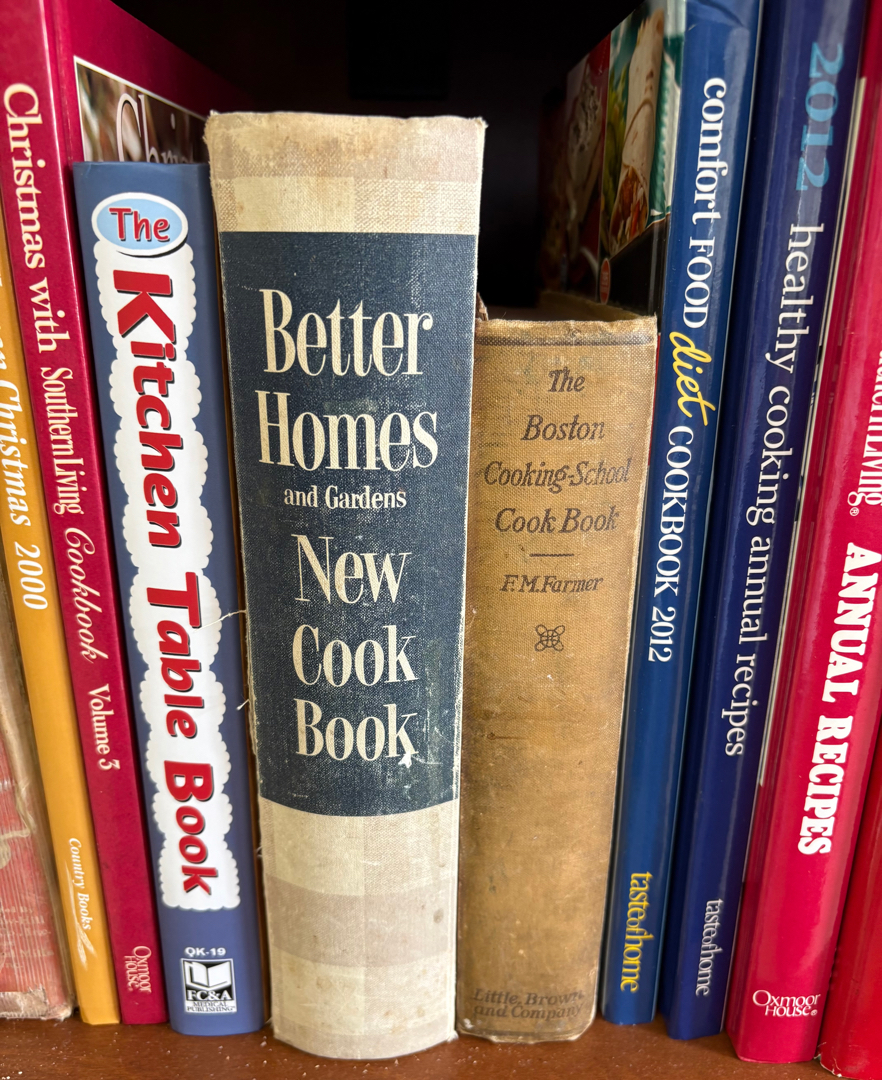 Christmas 2000
Country Books
Christmas with Southern Living Cookbook Volume 3
Oxmoor
House
The
Kitchen Table Book
QK-19
FC&A
MEDICAL
PUBLISHING
Better
Homes
and Gardens
New
Cook
Book
The
Boston
Cooking-School
Cook Book
F.M. Farmer
Little, Brown
and Company
comfort FOOD diet COOKBOOK 2012
tasteofhome
2012 healthy cooking annual recipes
tasteofhome
ANNUAL RECIPES
Oxmoor
House®